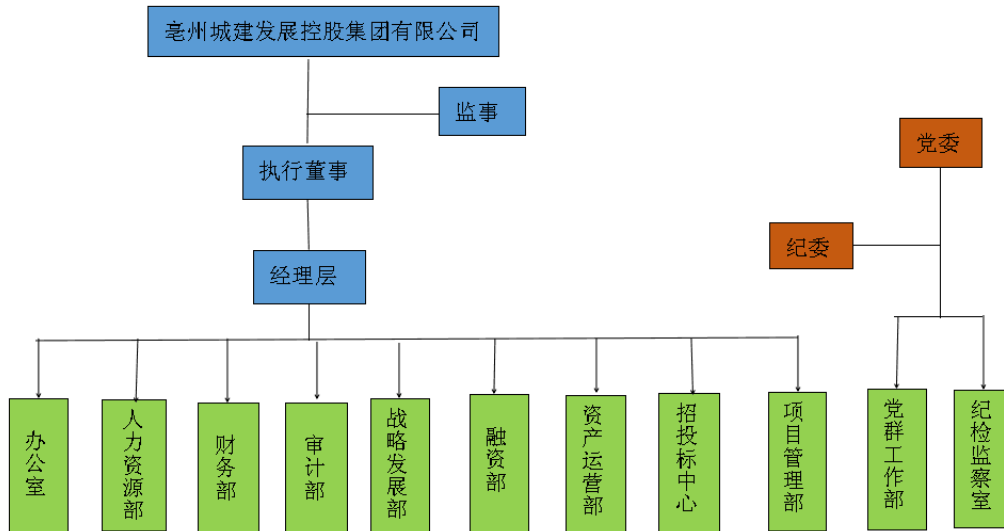 亳州城建发展控股集团有限公司
监事
党委
执行董事
纪委
经理层
办公室
人力资源部
财务部
审计部
战略发展部
融资部
资产运营部
招投标中心
项目管理部
党群工作部
纪检监察室